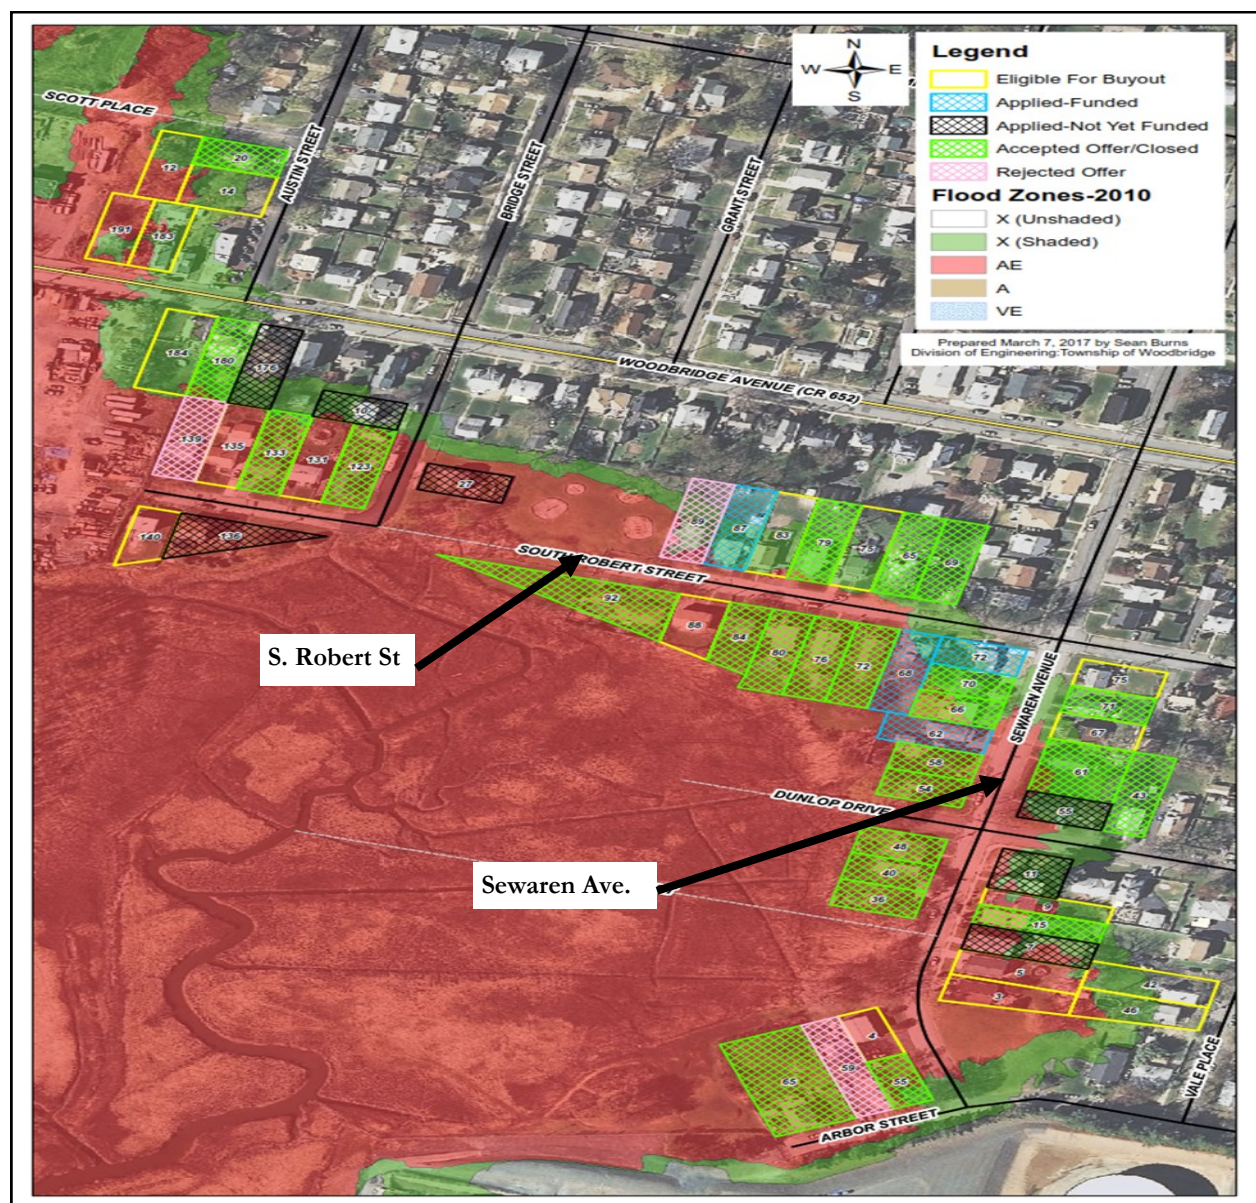 N
W E
S
Legend
Eligible For Buyout
Applied-Funded
Applied-Not Yet Funded
Accepted Offer/Closed
Rejected Offer
Flood Zones-2010
X (Unshaded)
X (Shaded)
AE
A
VE
Prepared March 7, 2017 by Sean Burns
Division of Engineering:Township of Woodbridge
SCOTT PLACE
AUSTIN STREET
BRIDGE STREET
GRANT STREET
12
20
14
191
183
WOODBRIDGE AVENUE (CR 652)
184
180
176
10
139
135
133
131
123
27
140
136
89
87
83
79
75
65
69
SOUTH ROBERT STREET
92
88
84
80
76
72
68
72
70
66
62
58
54
S. Robert St
SEWAREN AVENUE
75
71
67
61
43
55
DUNLOP DRIVE
48
40
36
Sewaren Ave.
11
9
15
7
5
3
42
46
4
65
59
55
ARBOR STREET
VALE PLACE